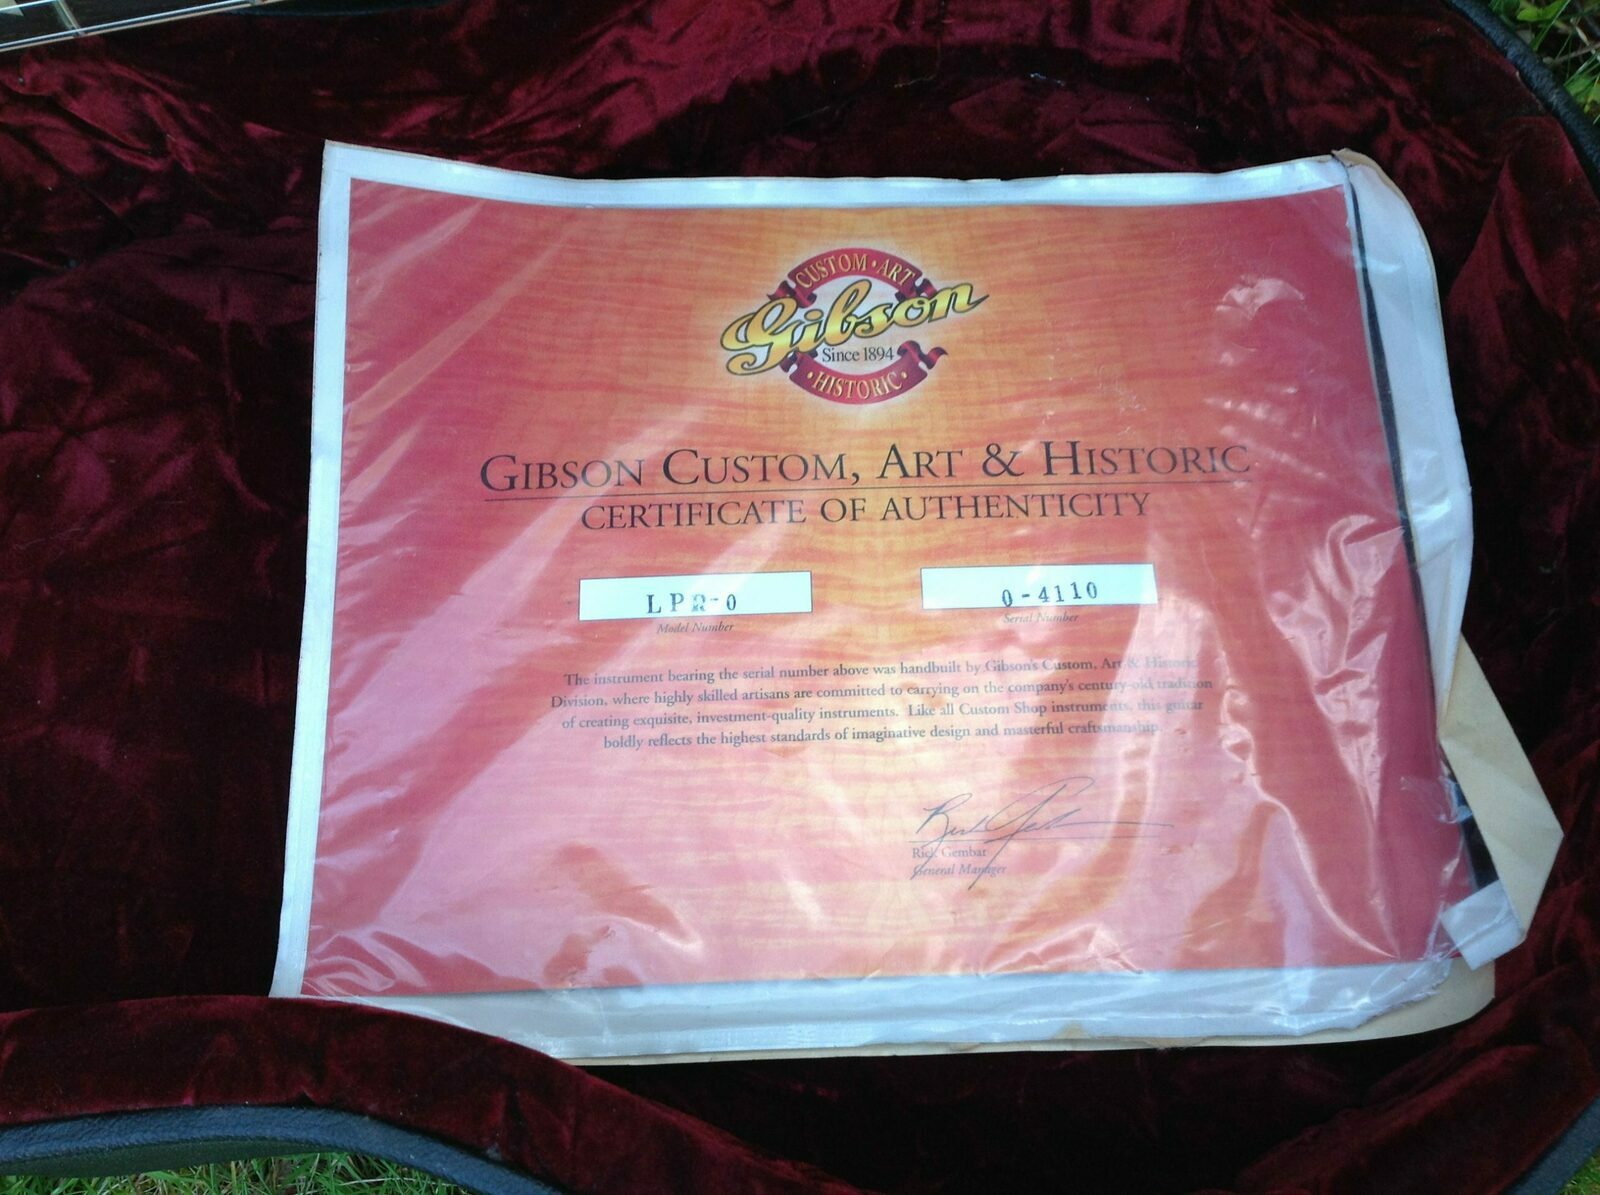 CUSTOM · ART
Gibson
Since 1894
· HISTORIC ·
GIBSON CUSTOM, ART & HISTORIC
CERTIFICATE OF AUTHENTICITY
LPR-0
0-4110
Model Number
Serial Number
The instrument bearing the serial number above was handbuilt by Gibson's Custom, Art & Historic
Division, where highly skilled artisans are committed to carrying on the company's century-old tradition
of creating exquisite, investment-quality instruments. Like all Custom Shop instruments, this guitar
boldly reflects the highest standards of imaginative design and masterful craftsmanship.
Rick Gembar
General Manager